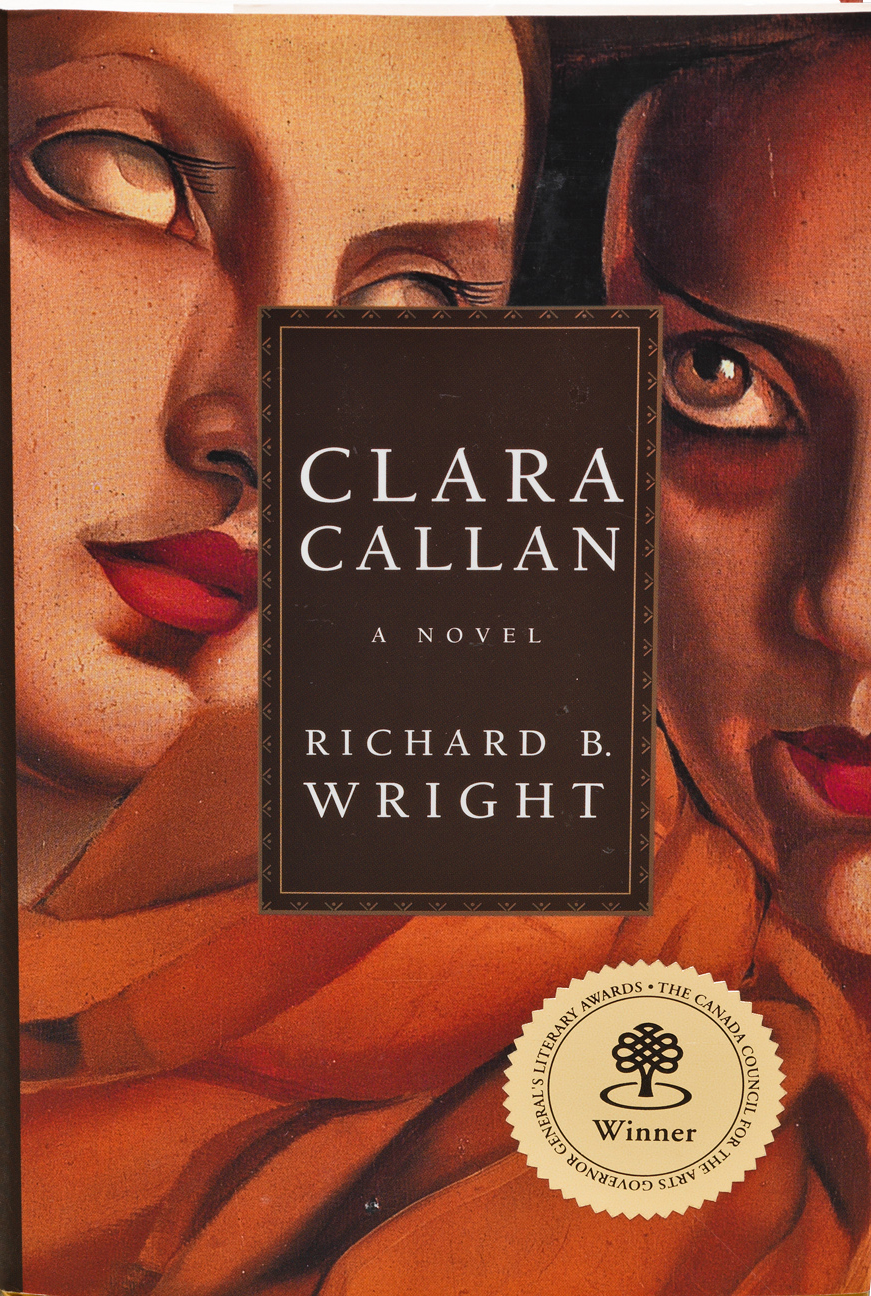 CLARA
CALLAN
A NOVEL
RICHARD B.
WRIGHT
THE CANADA COUNCIL FOR THE ARTS GOVERNOR GENERAL'S LITERARY AWARDS •
Winner